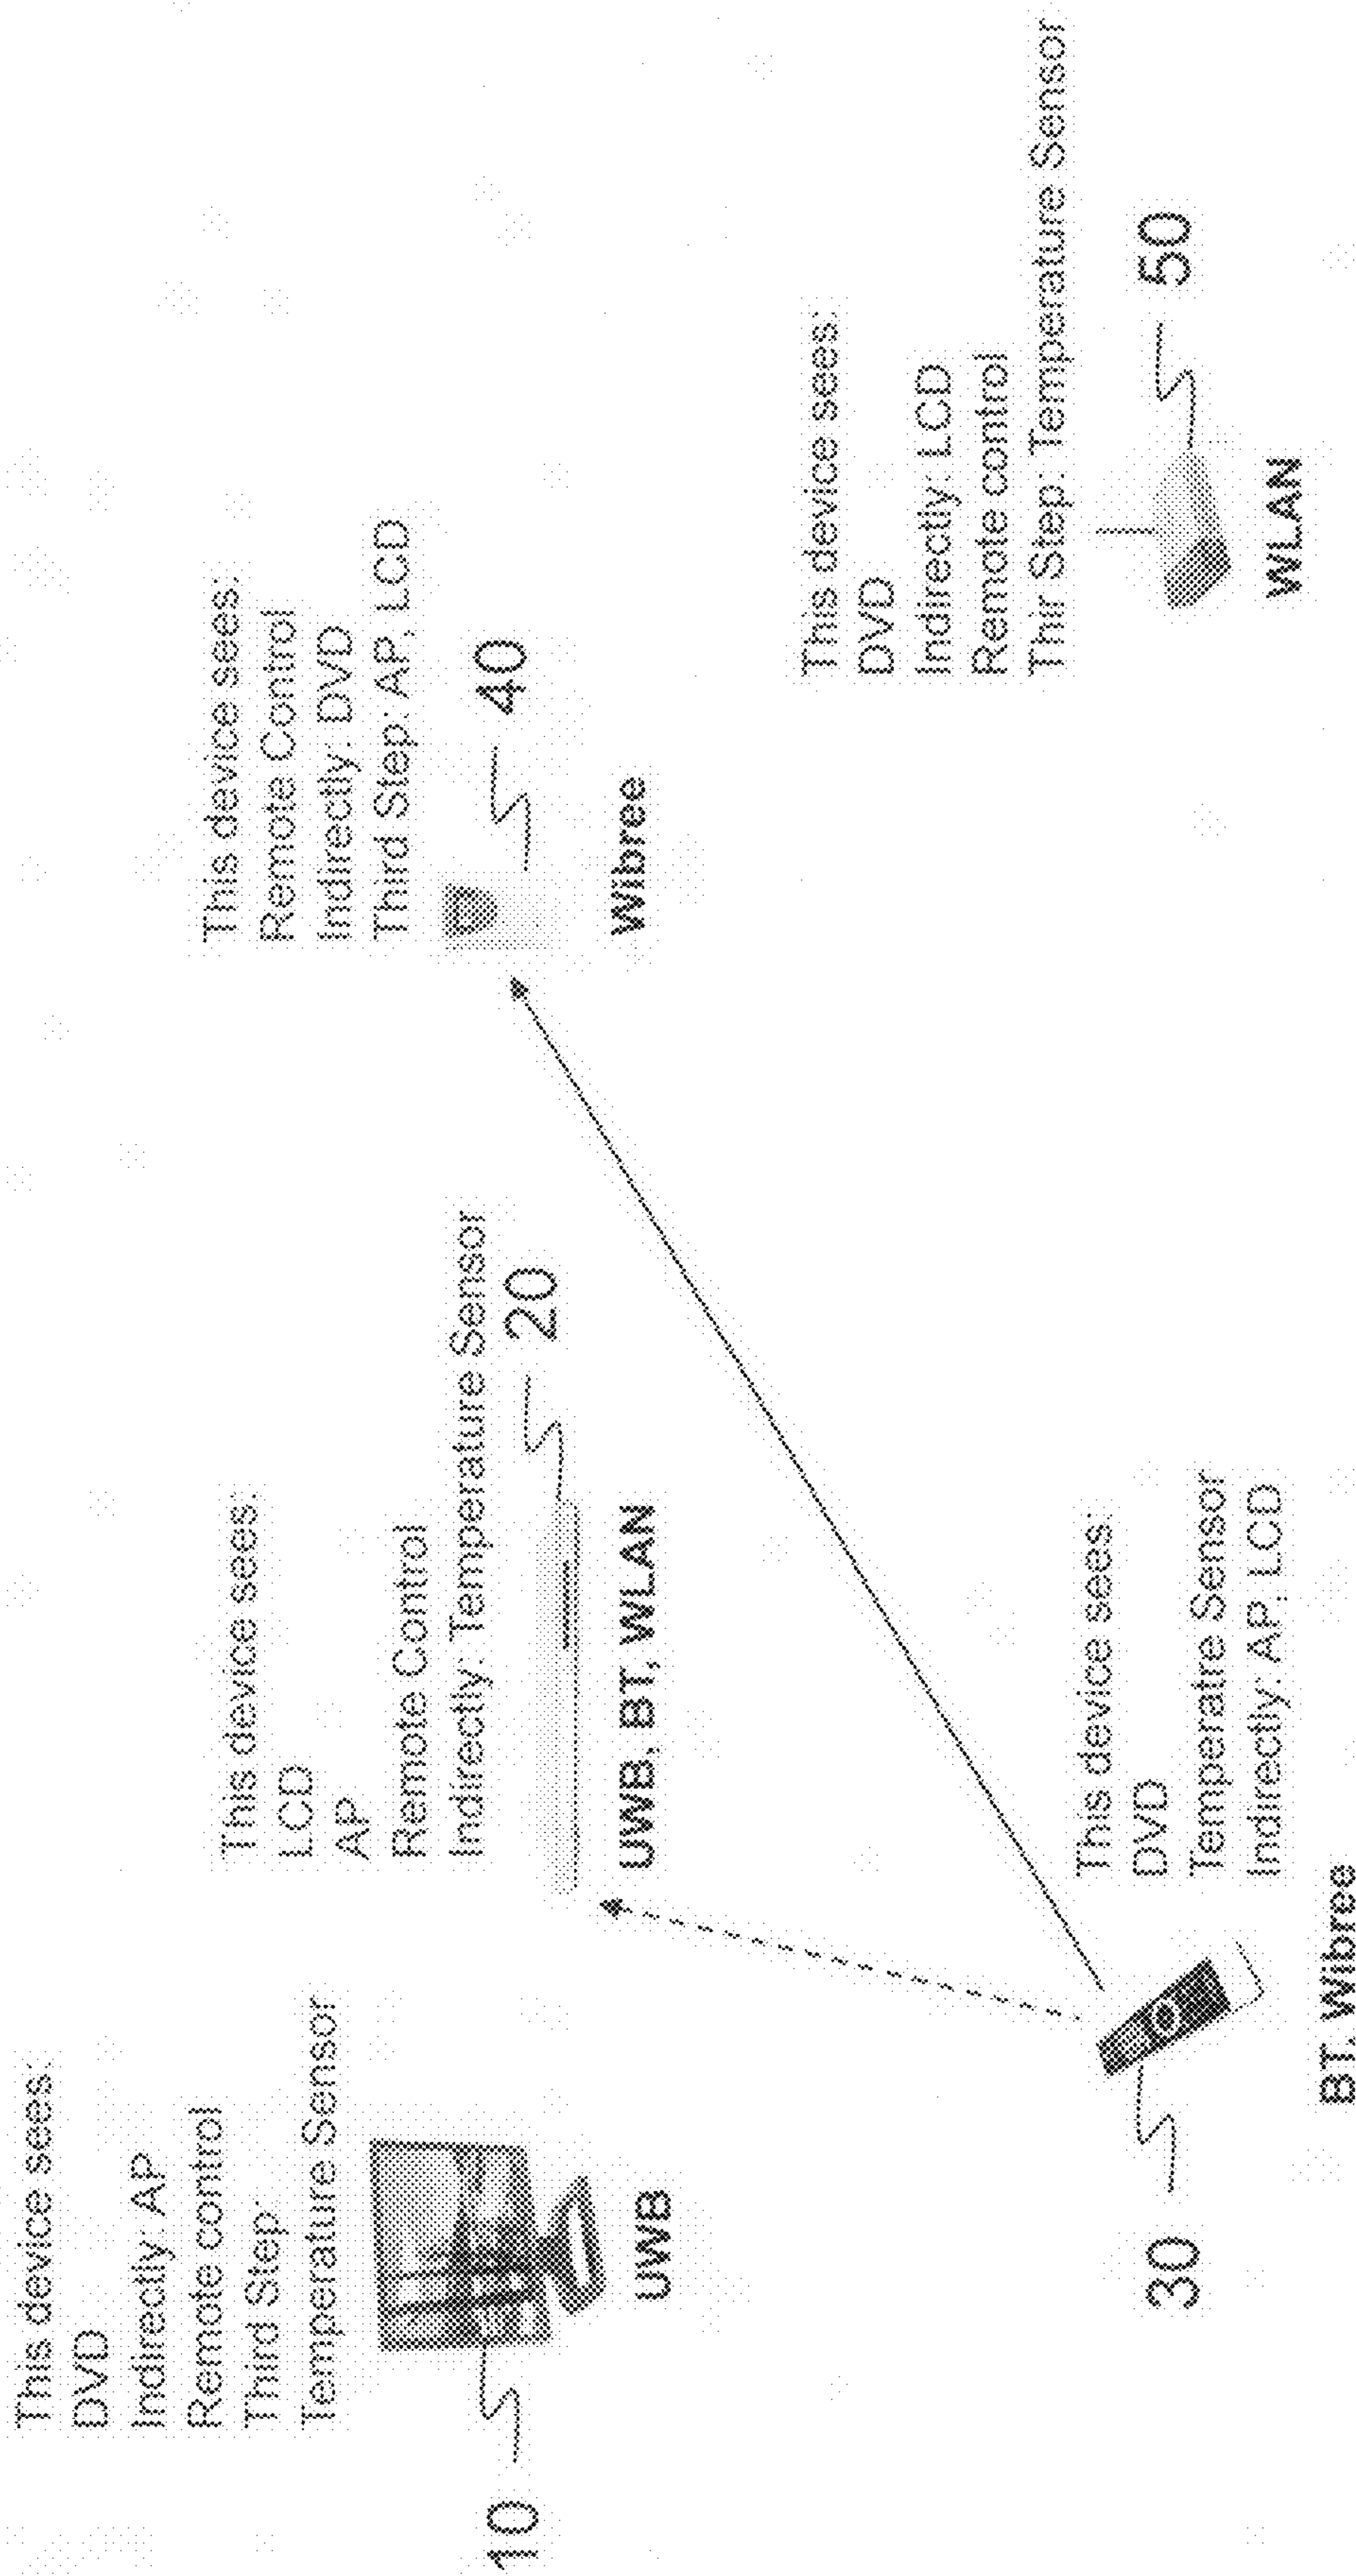 This device sees:
DVD
Indirectly: AP
Remote control
Third Step:
Temperature Sensor
10
UWB
This device sees:
LCD
AP
Remote Control
Indirectly: Temperature Sensor
20
UWB, BT, WLAN
This device sees:
Remote Control
Indirectly: DVD
Third Step: AP, LCD
40
Wibree
30
BT, Wibree
This device sees:
DVD
Temperatre Sensor
Indirectly: AP, LCD
This device sees:
DVD
Indirectly: LCD
Remote control
Thir Step: Temperature Sensor
50
WLAN